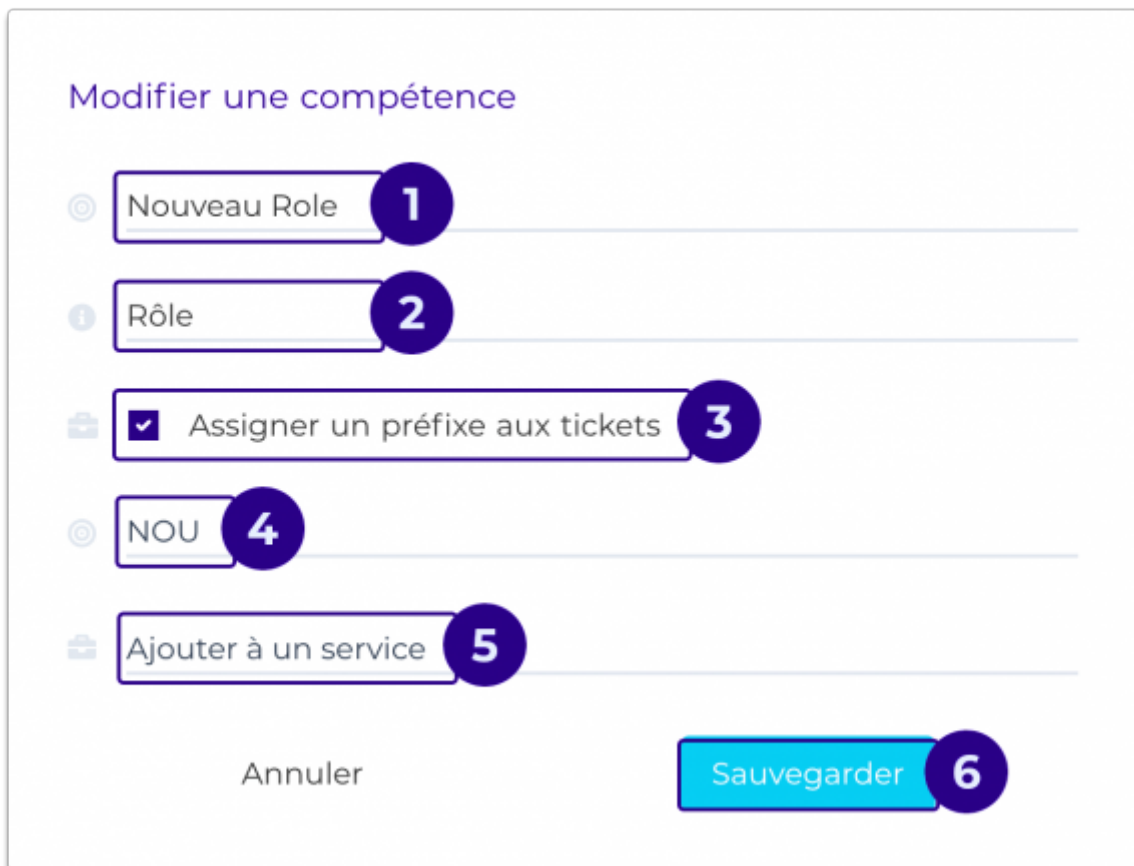 Modifier une compétence
Nouveau Role 1
Rôle 2
Assigner un préfixe aux tickets 3
NOU 4
Ajouter à un service 5
Annuler Sauvegarder 6